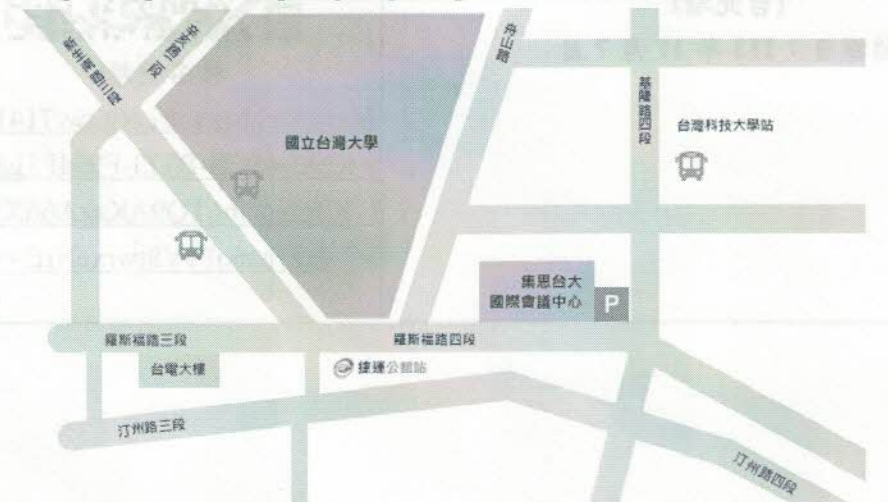 新生南路三段
辛亥路二段
舟山路
基隆路四段
台灣科技大學站
國立台灣大學
集思台大
國際會議中心
P
羅斯福路三段
羅斯福路四段
台電大樓
捷運公館站
汀州路三段
汀州路四段